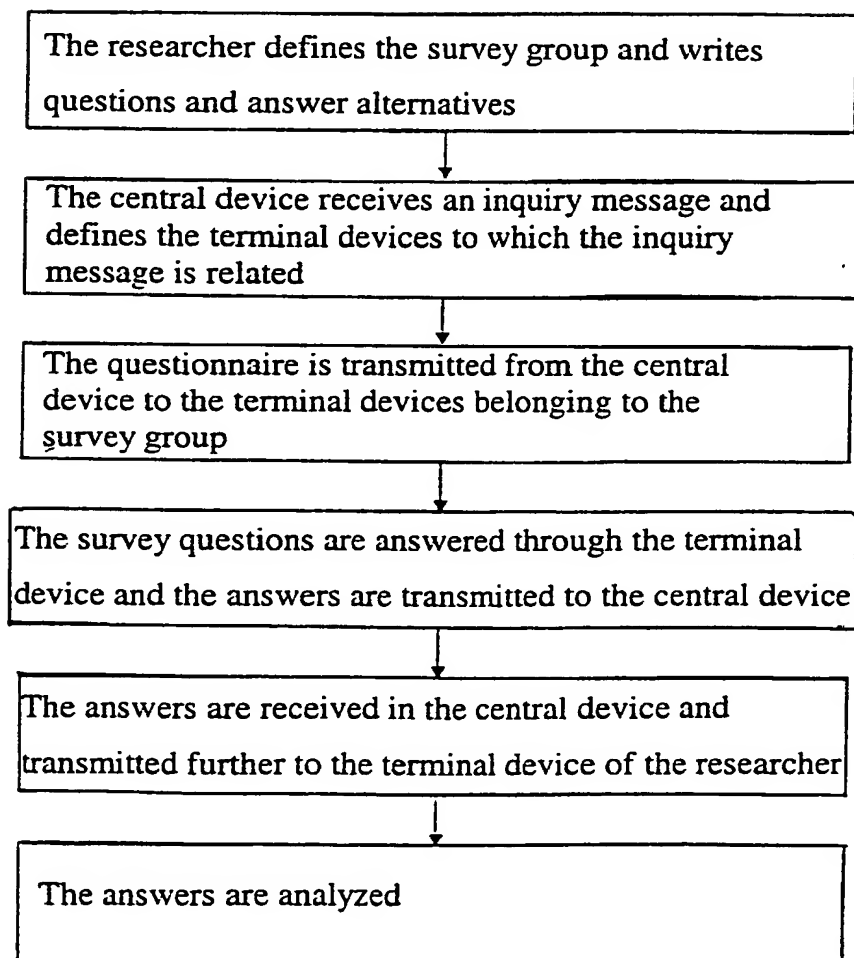 The researcher defines the survey group and writes
questions and answer alternatives
The central device receives an inquiry message and
defines the terminal devices to which the inquiry
message is related
The questionnaire is transmitted from the central
device to the terminal devices belonging to the
survey group
The survey questions are answered through the terminal
device and the answers are transmitted to the central device
The answers are received in the central device and
transmitted further to the terminal device of the researcher
The answers are analyzed